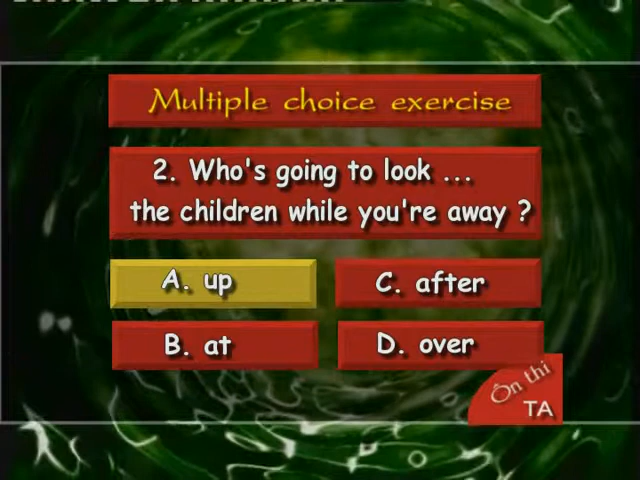 Multiple choice exercise
2. Who's going to look ...
the children while you're away ?
A. up
C. after
B. at
D. over
Ôn thi
TA